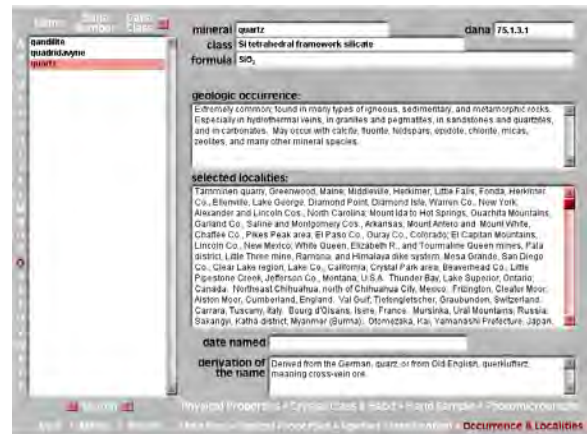 Name
Dana
Number
Dana
Class
qandilite
quadridavyne
quartz
mineral quartz
dana 75.1.3.1
class Si tetrahedral framework silicate
formula SiO₂
geologic occurrence:
Extremely common; found in many types of igneous, sedimentary, and metamorphic rocks.
Especially in hydrothermal veins, in granites and pegmatites, in sandstones and quartzites,
and in carbonates. May occur with calcite, fluorite, feldspars, epidote, chlorite, micas,
zeolites, and many other mineral species.
selected localities:
Tamminen quarry, Greenwood, Maine; Middleville, Herkimer, Little Falls, Fonda, Herkimer
Co., Ellenville, Lake George, Diamond Point, Diamond Isle, Warren Co., New York;
Alexander and Lincoln Cos., North Carolina; Mount Ida to Hot Springs, Ouachita Mountains,
Garland Co., Saline and Montgomery Cos., Arkansas; Mount Antero and Mount White,
Chaffee Co., Pikes Peak area, El Paso Co., Ouray Co., Colorado; El Capitan Mountains,
Lincoln Co., New Mexico; White Queen, Elizabeth R., and Tourmaline Queen mines, Pala
district, Little Three mine, Ramona, and Himalaya dike system, Mesa Grande, San Diego
Co., Clear Lake region, Lake Co., California; Crystal Park area, Beaverhead Co., Little
Pipestone Creek, Jefferson Co., Montana, U.S.A. Thunder Bay, Lake Superior, Ontario,
Canada. Northeast Chihuahua, north of Chihuahua City, Mexico. Frizington, Cleator Moor,
Alston Moor, Cumberland, England. Val Giuf, Tiefengletscher, Graubunden, Switzerland.
Carrara, Tuscany, Italy. Bourg d'Oisans, Isere, France. Mursinka, Ural Mountains, Russia.
Sakangyi, Katha district, Myanmar (Burma). Otomezaka, Kai, Yamanashi Prefecture, Japan.
date named
derivation of
the name
Derived from the German, quarz, or from Old English, querkluftertz,
meaning cross-vein ore.
Physical Properties • Crystal Class & Habit • Hand Sample • Photomicrograph
Occurrence & Localities